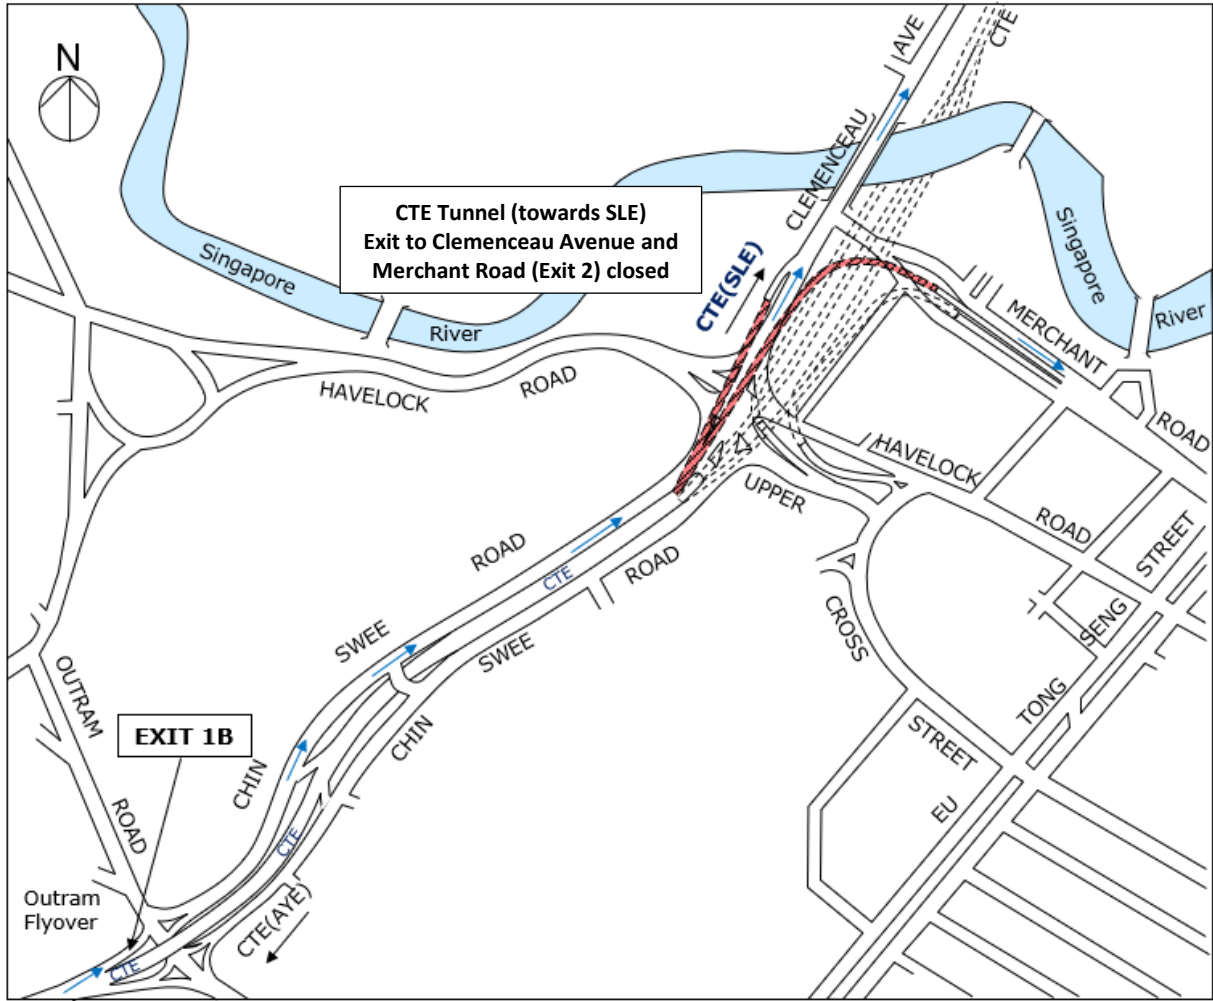 N
AVE
CTE
CLEMENCEAU
CTE Tunnel (towards SLE)
Exit to Clemenceau Avenue and
Merchant Road (Exit 2) closed
Singapore
River
CTE(SLE)
Singapore
River
MERCHANT
ROAD
HAVELOCK
ROAD
HAVELOCK
ROAD
UPPER
CROSS
STREET
ROAD
CTE
ROAD
SWEE
SWEE
CHIN
CHIN
STREET
SENG
TONG
EU
OUTRAM
ROAD
EXIT 1B
CTE
CTE(AYE)
Outram
Flyover
CTE